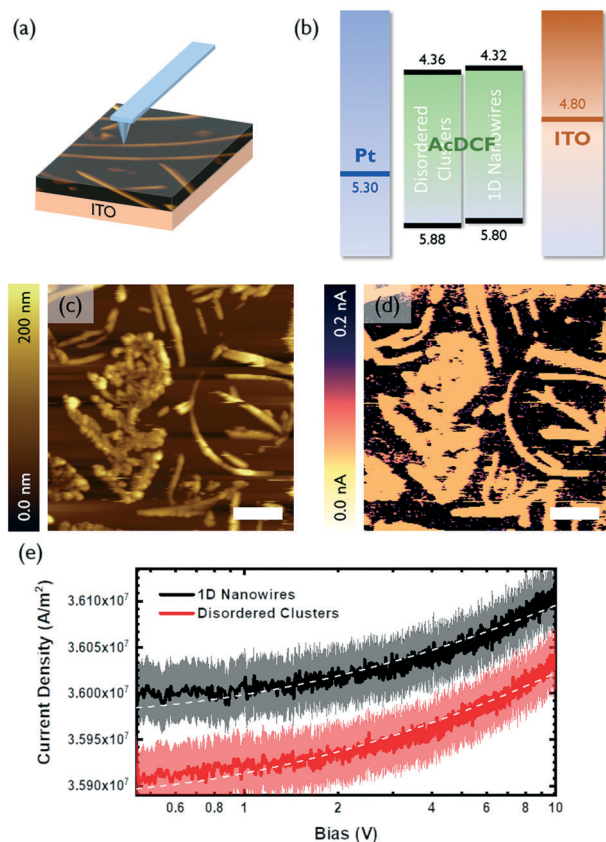 (a)
ITO
(b)
4.36
4.32
4.80
Pt
Disordered
Clusters
AcDCF
1D Nanowires
ITO
5.30
5.88
5.80
200 nm
(c)
0.0 nm
0.2 nA
(d)
0.0 nA
(e)
Current Density (A/m²)
3.610x10⁷
3.605x10⁷
3.600x10⁷
3.595x10⁷
3.590x10⁷
1D Nanowires
Disordered Clusters
0.6 0.8 1 2 4 6 8 10
Bias (V)